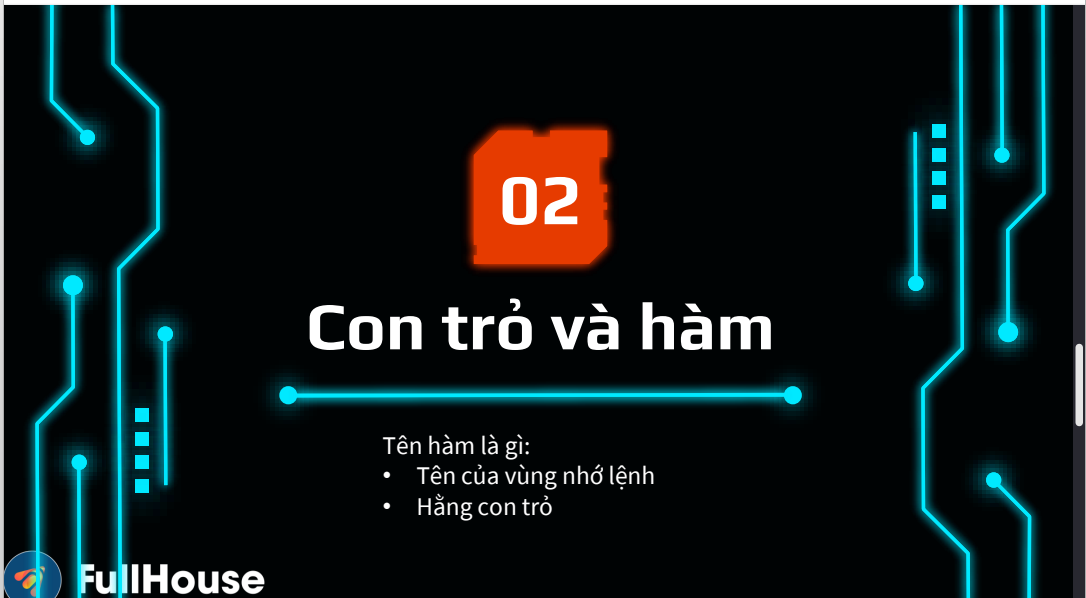 02
Con trỏ và hàm
Tên hàm là gì:
• Tên của vùng nhớ lệnh
• Hằng con trỏ
FullHouse